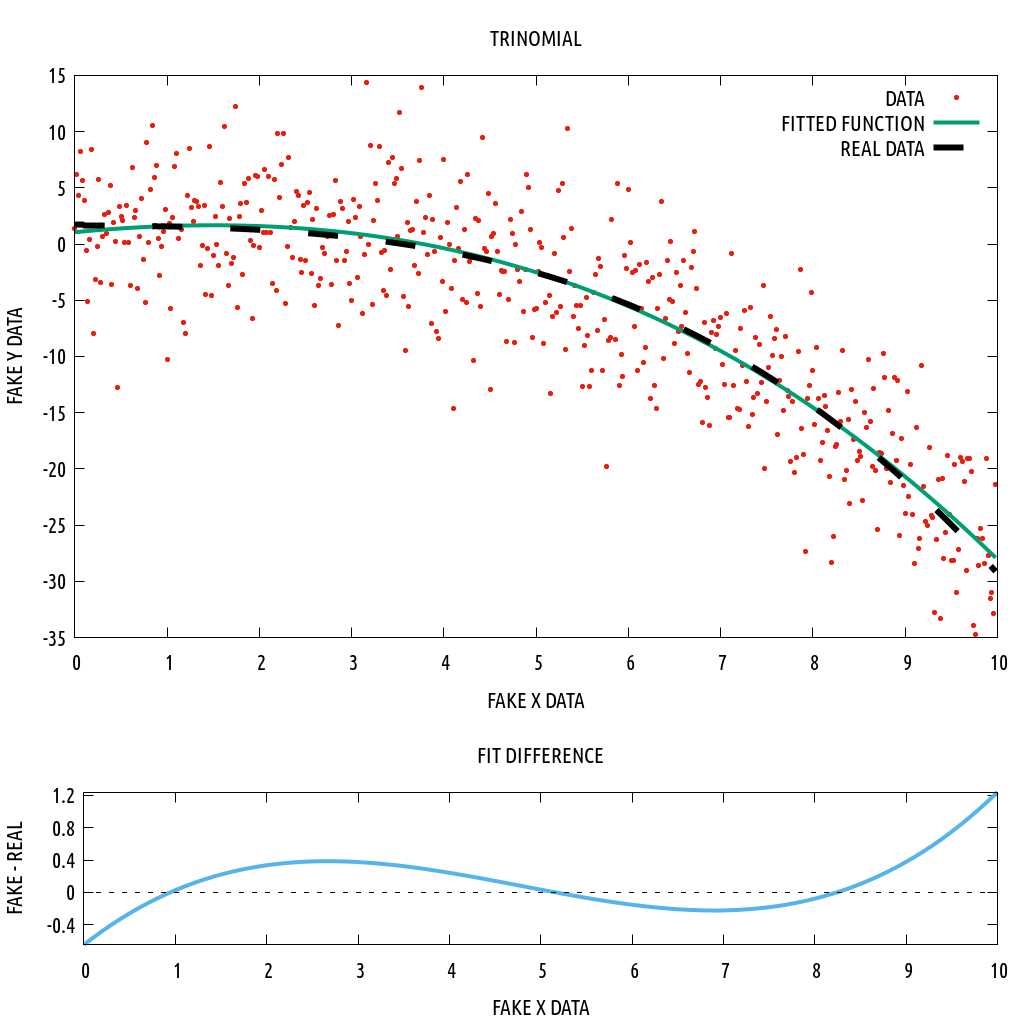 TRINOMIAL
15
10
5
0
-5
-10
-15
-20
-25
-30
-35
FAKE Y DATA
DATA
FITTED FUNCTION
REAL DATA
0 1 2 3 4 5 6 7 8 9 10
FAKE X DATA
FIT DIFFERENCE
1.2
0.8
0.4
0
-0.4
FAKE - REAL
0 1 2 3 4 5 6 7 8 9 10
FAKE X DATA